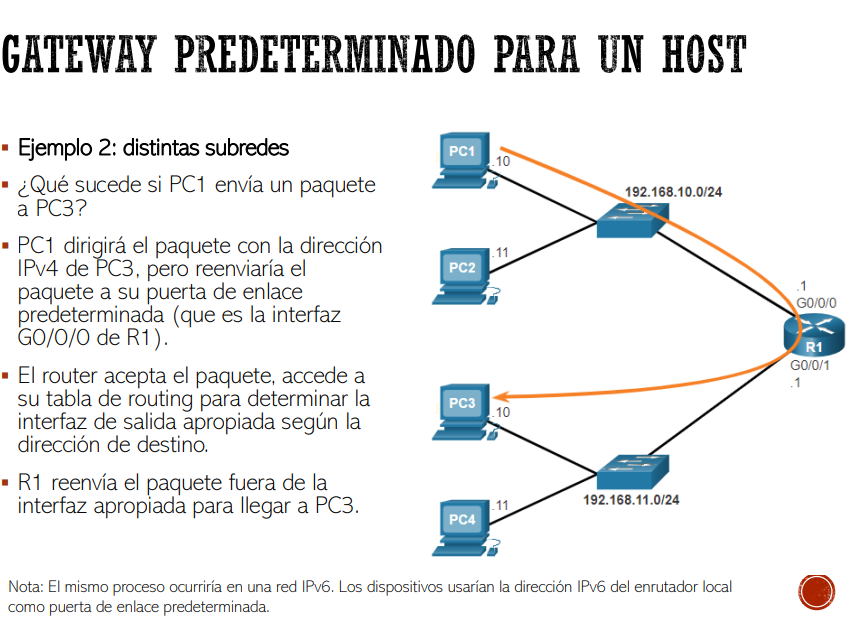 GATEWAY PREDETERMINADO PARA UN HOST
▪ Ejemplo 2: distintas subredes
▪ ¿Qué sucede si PC1 envía un paquete
a PC3?
▪ PC1 dirigirá el paquete con la dirección
IPv4 de PC3, pero reenviaría el
paquete a su puerta de enlace
predeterminada (que es la interfaz
G0/0/0 de R1).
▪ El router acepta el paquete, accede a
su tabla de routing para determinar la
interfaz de salida apropiada según la
dirección de destino.
▪ R1 reenvía el paquete fuera de la
interfaz apropiada para llegar a PC3.
PC1
.10
192.168.10.0/24
PC2
.11
.1
G0/0/0
R1
G0/0/1
.1
PC3
.10
192.168.11.0/24
PC4
.11
Nota: El mismo proceso ocurriría en una red IPv6. Los dispositivos usarían la dirección IPv6 del enrutador local
como puerta de enlace predeterminada.